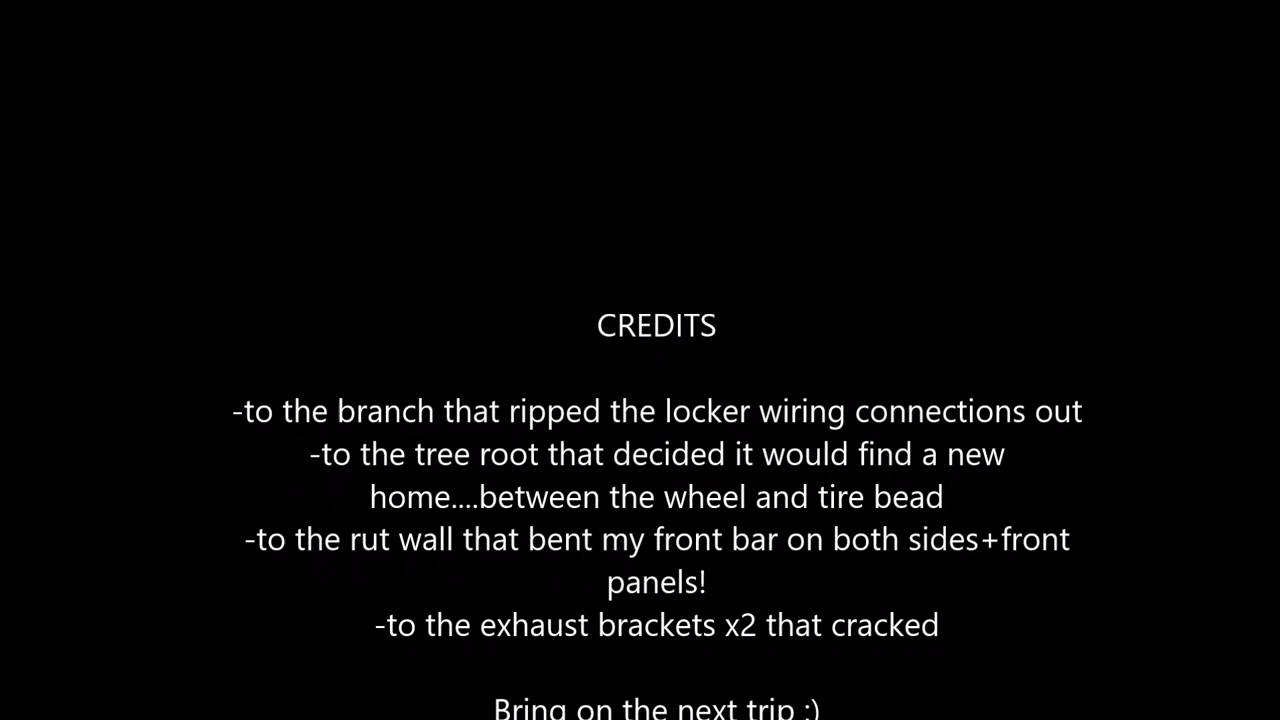 CREDITS
-to the branch that ripped the locker wiring connections out
-to the tree root that decided it would find a new
home....between the wheel and tire bead
-to the rut wall that bent my front bar on both sides+front
panels!
-to the exhaust brackets x2 that cracked
Bring on the next trip :)